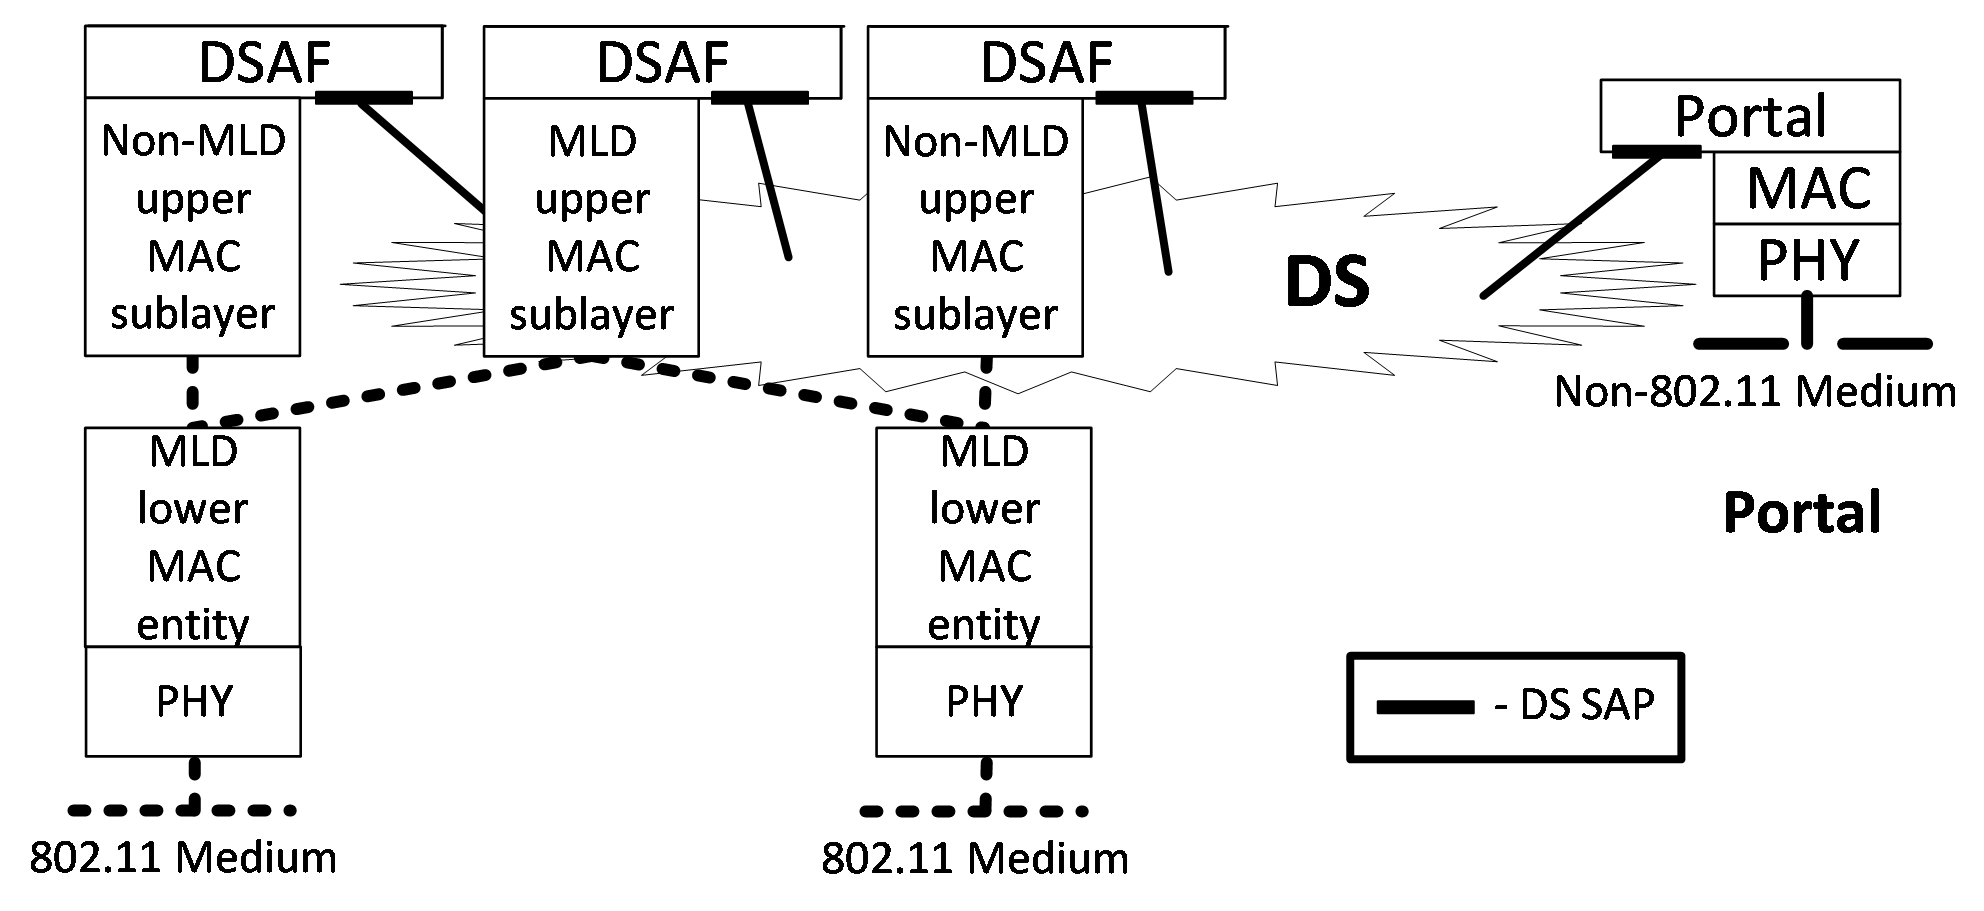 DSAF
Non-MLD
upper
MAC
sublayer
DSAF
MLD
upper
MAC
sublayer
DSAF
Non-MLD
upper
MAC
sublayer
DS
Portal
MAC
PHY
Non-802.11 Medium
Portal
MLD
lower
MAC
entity
PHY
802.11 Medium
MLD
lower
MAC
entity
PHY
802.11 Medium
- DS SAP